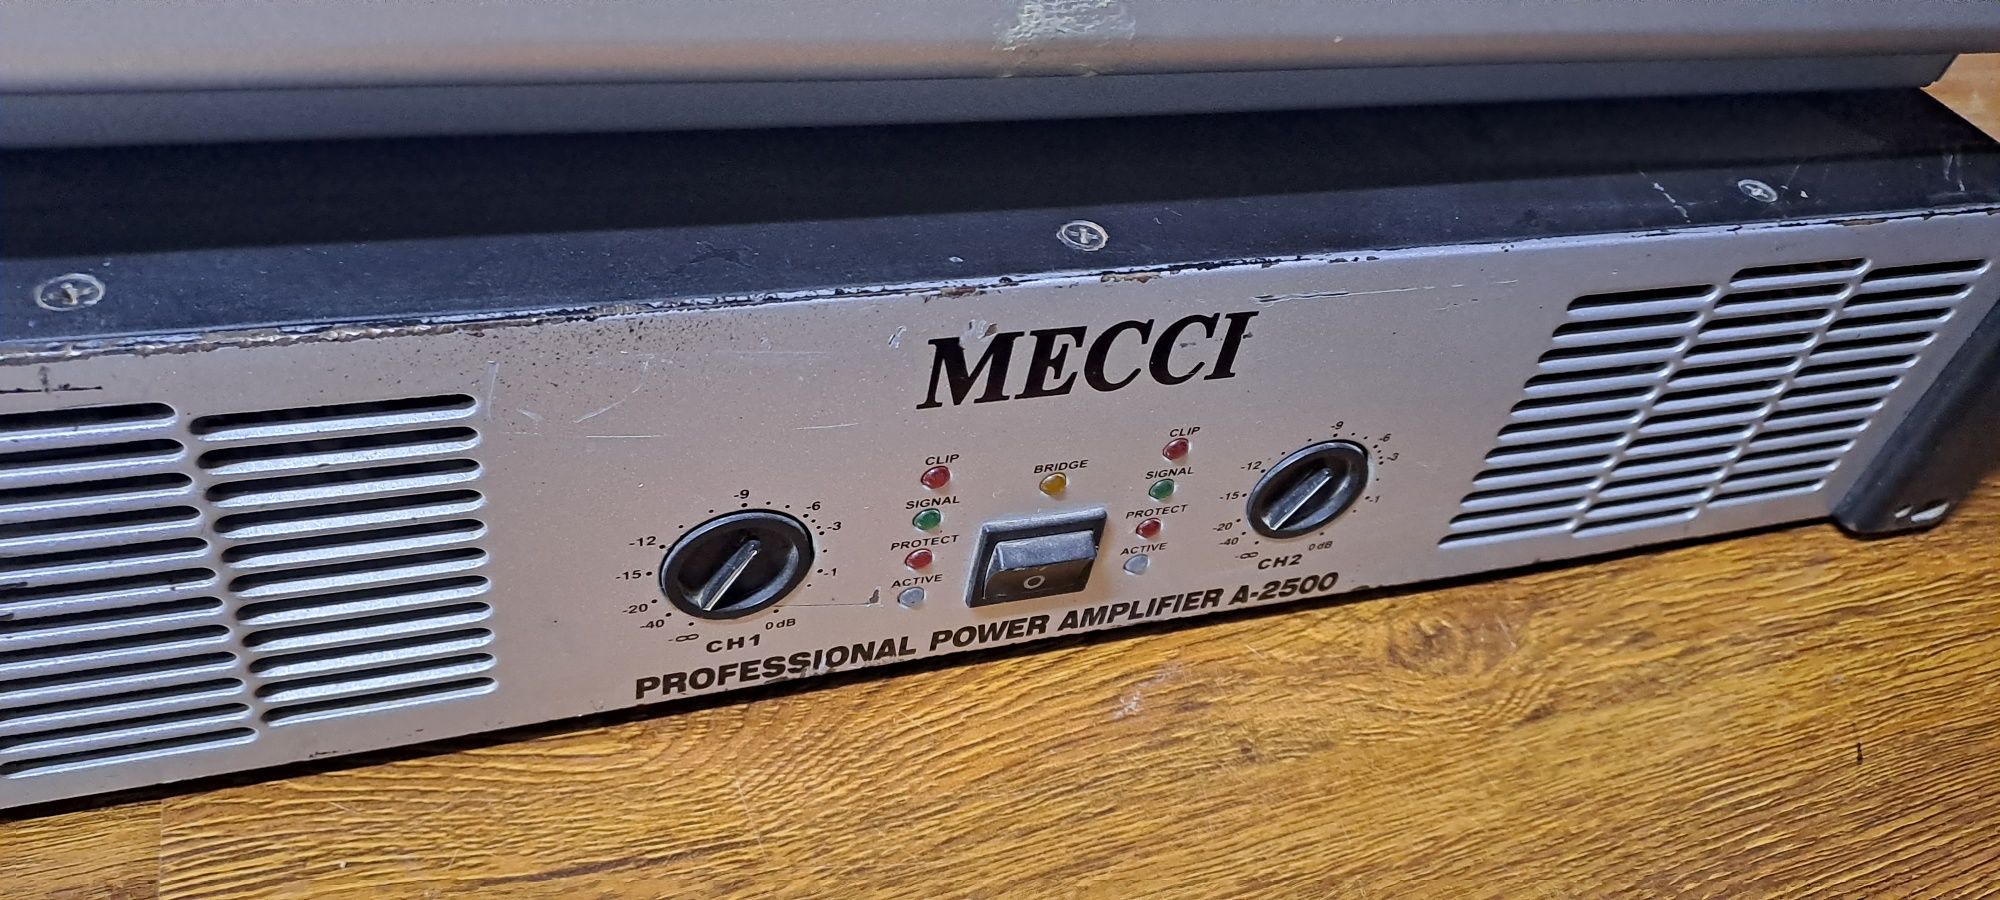 MECCI
CLIP
SIGNAL
PROTECT
ACTIVE
BRIDGE
CLIP
SIGNAL
PROTECT
ACTIVE
-∞
-40
-20
-15
-12
-9
-6
-3
-1
0dB
CH1
O
-∞
-40
-20
-15
-12
-9
-6
-3
-1
0dB
CH2
PROFESSIONAL POWER AMPLIFIER A-2500